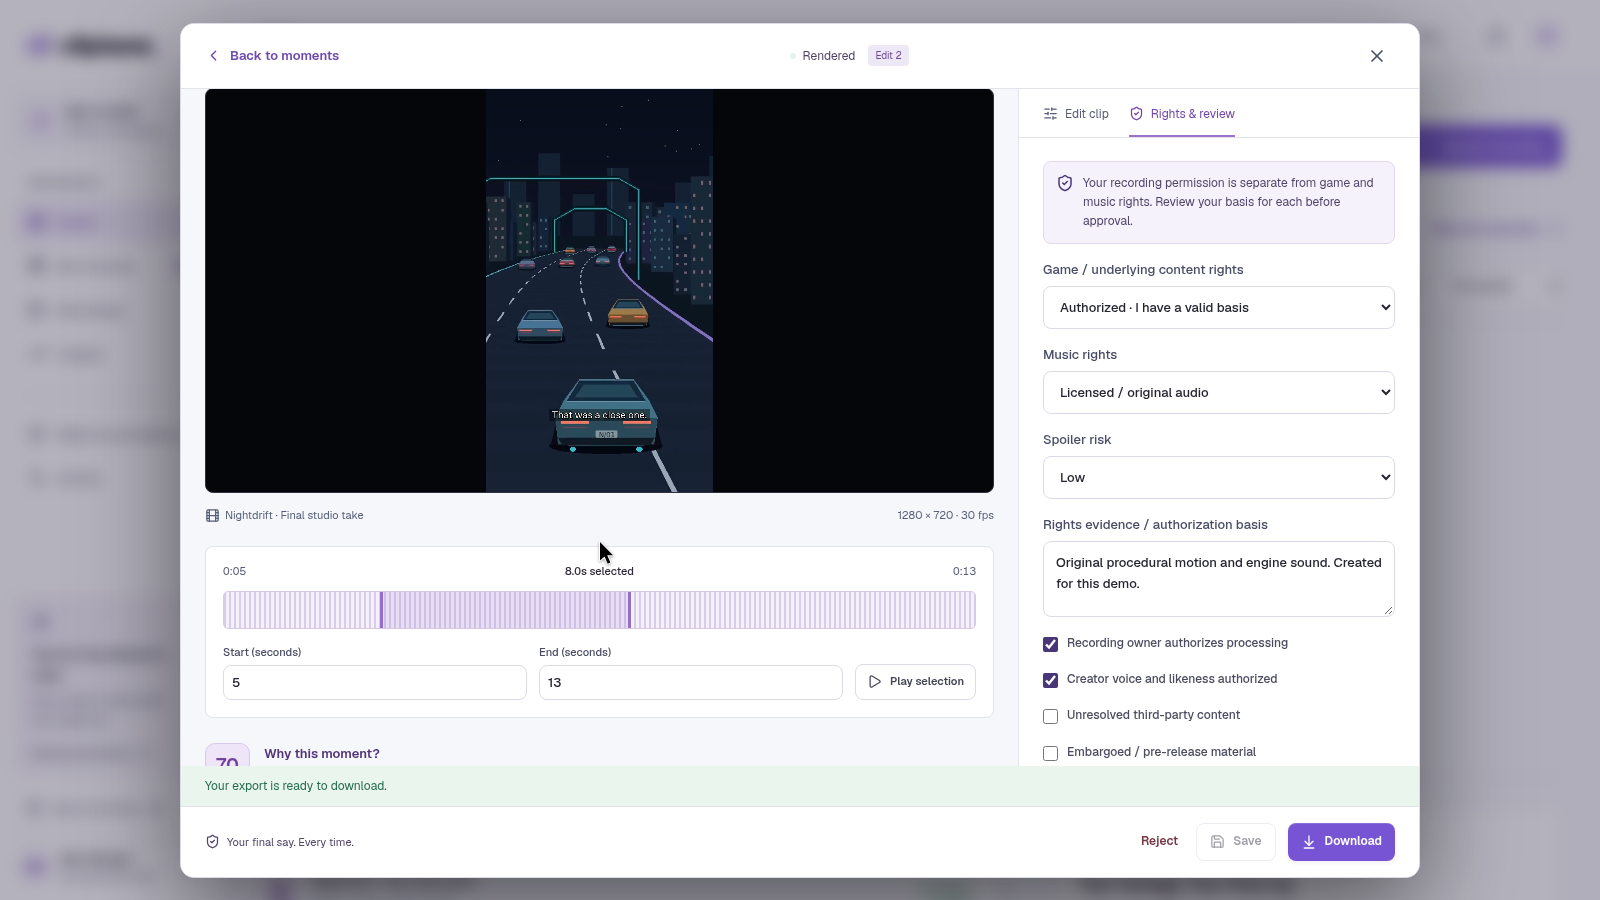 Back to moments
Rendered
Edit 2
That was a close one.
Nightdrift · Final studio take
1280 × 720 · 30 fps
0:05
8.0s selected
0:13
Start (seconds)
End (seconds)
5
13
Play selection
70
Why this moment?
Edit clip
Rights & review
Your recording permission is separate from game and
music rights. Review your basis for each before
approval.
Game / underlying content rights
Authorized · I have a valid basis
Music rights
Licensed / original audio
Spoiler risk
Low
Rights evidence / authorization basis
Original procedural motion and engine sound. Created
for this demo.
Recording owner authorizes processing
Creator voice and likeness authorized
Unresolved third-party content
Embargoed / pre-release material
Your export is ready to download.
Your final say. Every time.
Reject
Save
Download